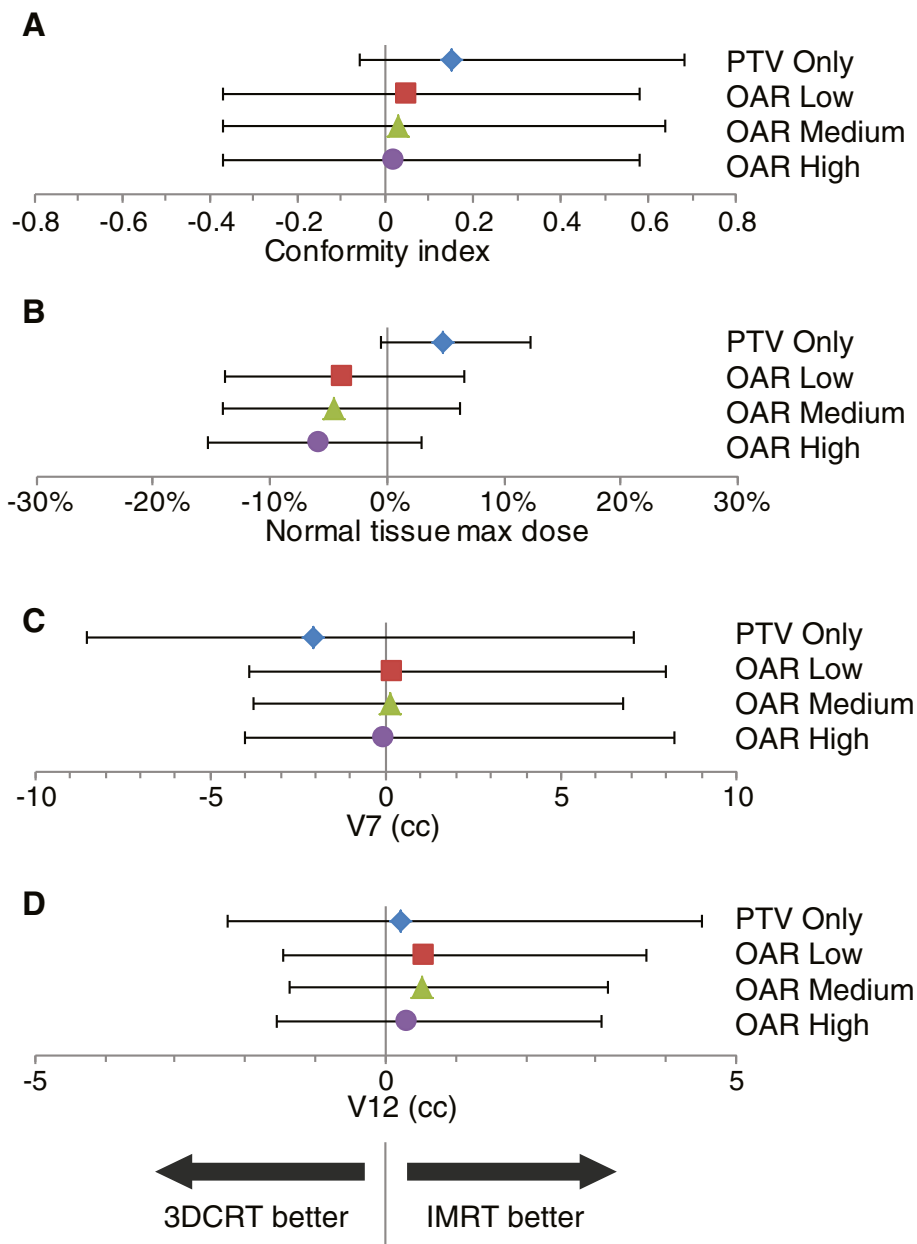 A
PTV Only
OAR Low
OAR Medium
OAR High
-0.8 -0.6 -0.4 -0.2 0 0.2 0.4 0.6 0.8
Conformity index
B
PTV Only
OAR Low
OAR Medium
OAR High
-30% -20% -10% 0% 10% 20% 30%
Normal tissue max dose
C
PTV Only
OAR Low
OAR Medium
OAR High
-10 -5 0 5 10
V7 (cc)
D
PTV Only
OAR Low
OAR Medium
OAR High
-5 0 5
V12 (cc)
3DCRT better IMRT better